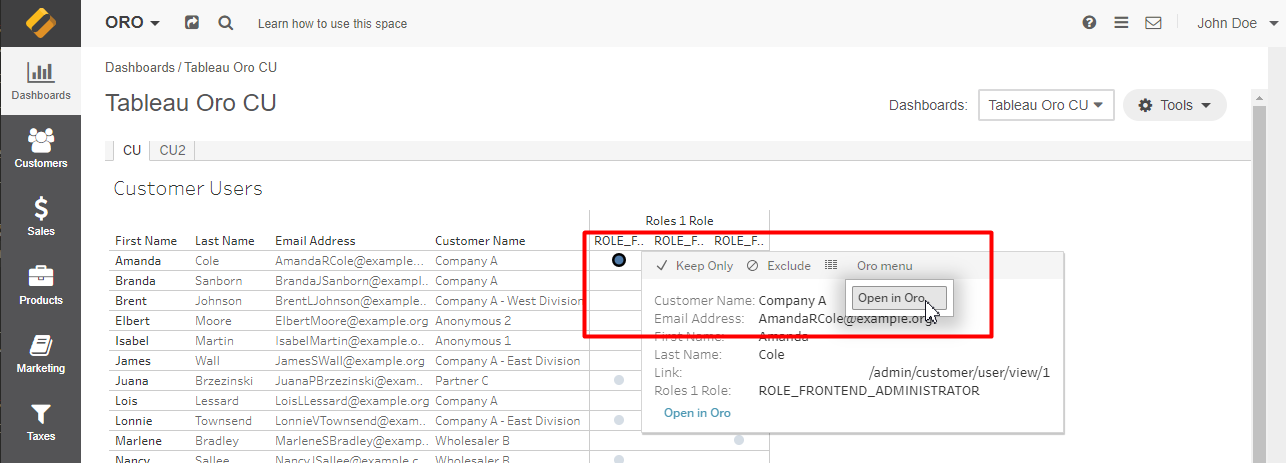 ORO Learn how to use this space John Doe
Dashboards / Tableau Oro CU
Tableau Oro CU Dashboards: Tableau Oro CU Tools
Dashboards
Customers
Sales
Products
Marketing
Taxes
CU CU2
Customer Users
Roles 1 Role
First Name Last Name Email Address Customer Name ROLE_F.. ROLE_F.. ROLE_F..
Amanda Cole AmandaRCole@example... Company A
Branda Sanborn BrandaJSanborn@exampl.. Company A
Brent Johnson BrentLJohnson@example... Company A - West Division
Elbert Moore ElbertMoore@example.org Anonymous 2
Isabel Martin IsabelMartin@example.o.. Anonymous 1
James Wall JamesSWall@example.org Company A - East Division
Juana Brzezinski JuanaPBrzezinski@exam.. Partner C
Lois Lessard LoisLLessard@example.org Company A
Lonnie Townsend LonnieVTownsend@exam.. Company A - East Division
Marlene Bradley MarleneSBradley@examp.. Wholesaler B
Nancy Sallee NancyJSallee@example.c.. Wholesaler B
Keep Only Exclude Oro menu
Open in Oro
Customer Name: Company A
Email Address: AmandaRCole@example.org
First Name: Amanda
Last Name: Cole
Link: /admin/customer/user/view/1
Roles 1 Role: ROLE_FRONTEND_ADMINISTRATOR
Open in Oro